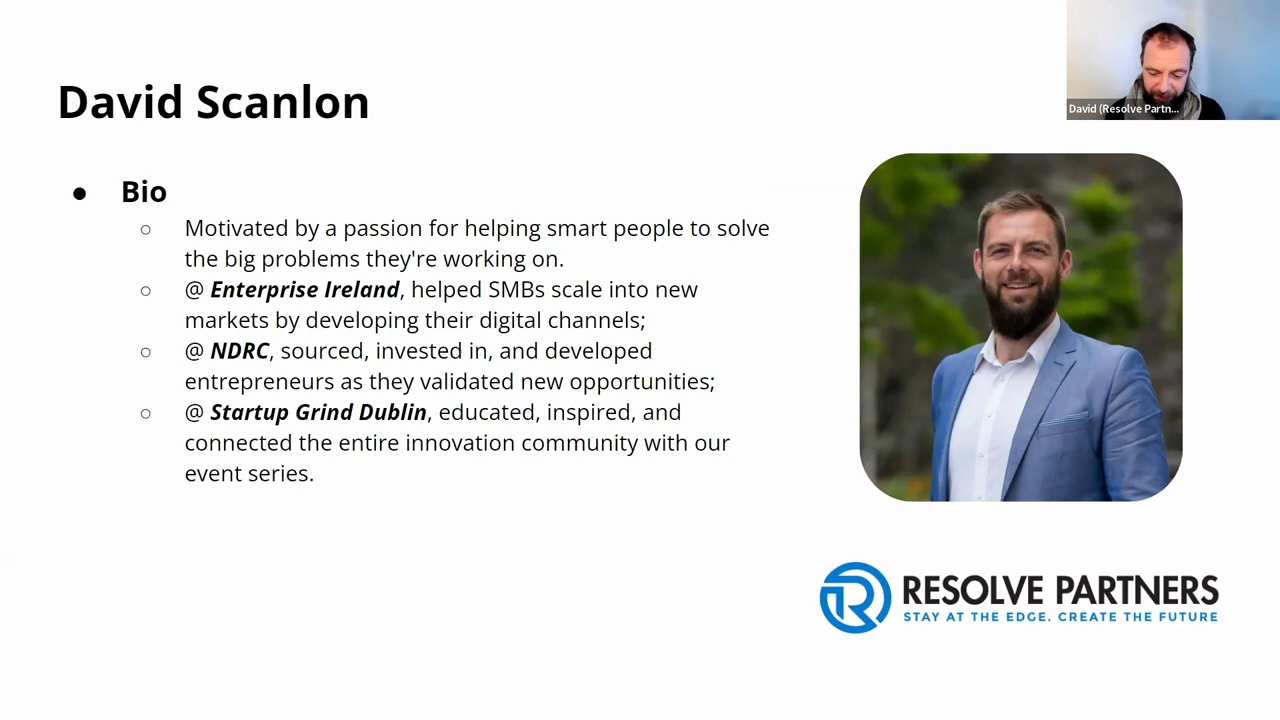 David Scanlon
David (Resolve Partn...
● Bio
○ Motivated by a passion for helping smart people to solve
the big problems they're working on.
○ @ Enterprise Ireland, helped SMBs scale into new
markets by developing their digital channels;
○ @ NDRC, sourced, invested in, and developed
entrepreneurs as they validated new opportunities;
○ @ Startup Grind Dublin, educated, inspired, and
connected the entire innovation community with our
event series.
RESOLVE PARTNERS
STAY AT THE EDGE. CREATE THE FUTURE